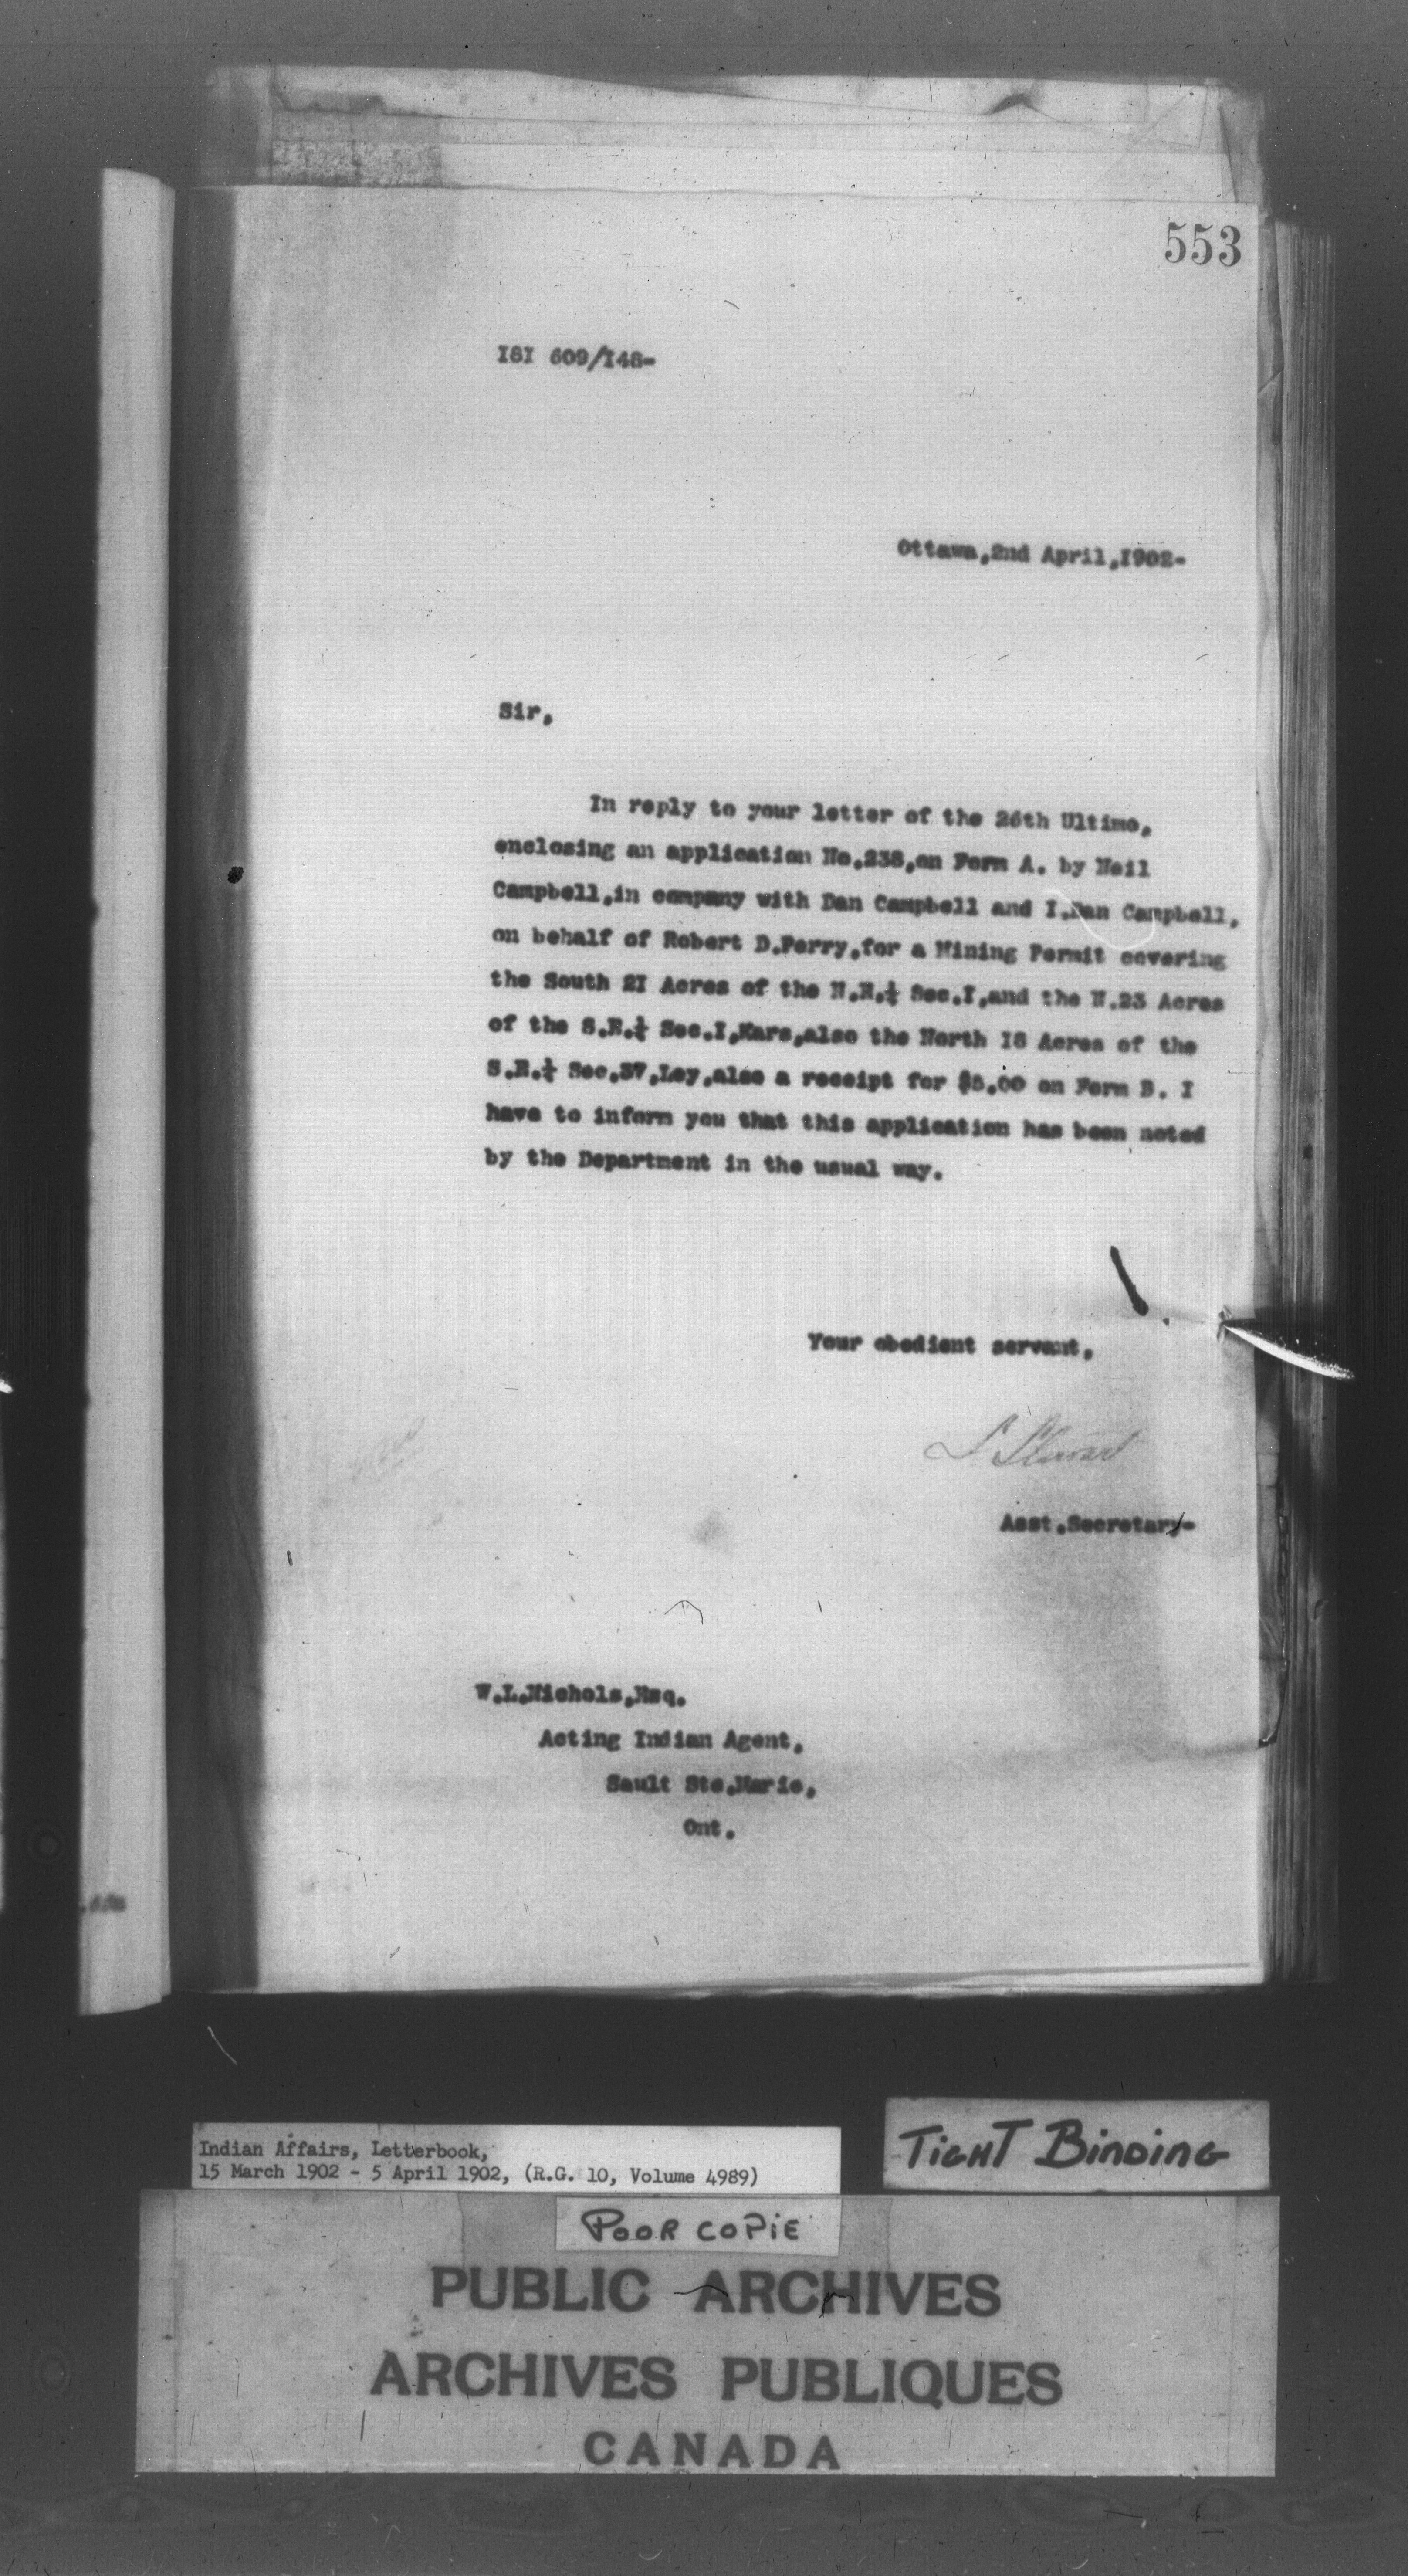 553
I8I 609/I48-
Ottawa,2nd April,I902-
Sir,
In reply to your letter of the 26th Ultimo,
enclosing an application No.238,on Form A. by Neil
Campbell,in company with Dan Campbell and I.Dan Campbell,
on behalf of Robert D.Perry,for a Mining Permit covering
the South 2I Acres of the N.E.¼ Sec.I,and the N.23 Acres
of the S.E.¼ Sec.I,Kars,also the North I8 Acres of the
S.E.¼ Sec.37,Ley,also a receipt for $5.00 on Form B. I
have to inform you that this application has been noted
by the Department in the usual way.
Your obedient servant,
S Stewart
Asst.Secretary-
W.L.Nichols,Esq.
Acting Indian Agent,
Sault Ste.Marie,
Ont.
Indian Affairs, Letterbook,
15 March 1902 - 5 April 1902, (R.G. 10, Volume 4989)
TIGHT BINDING
POOR COPIE
PUBLIC ARCHIVES
ARCHIVES PUBLIQUES
CANADA